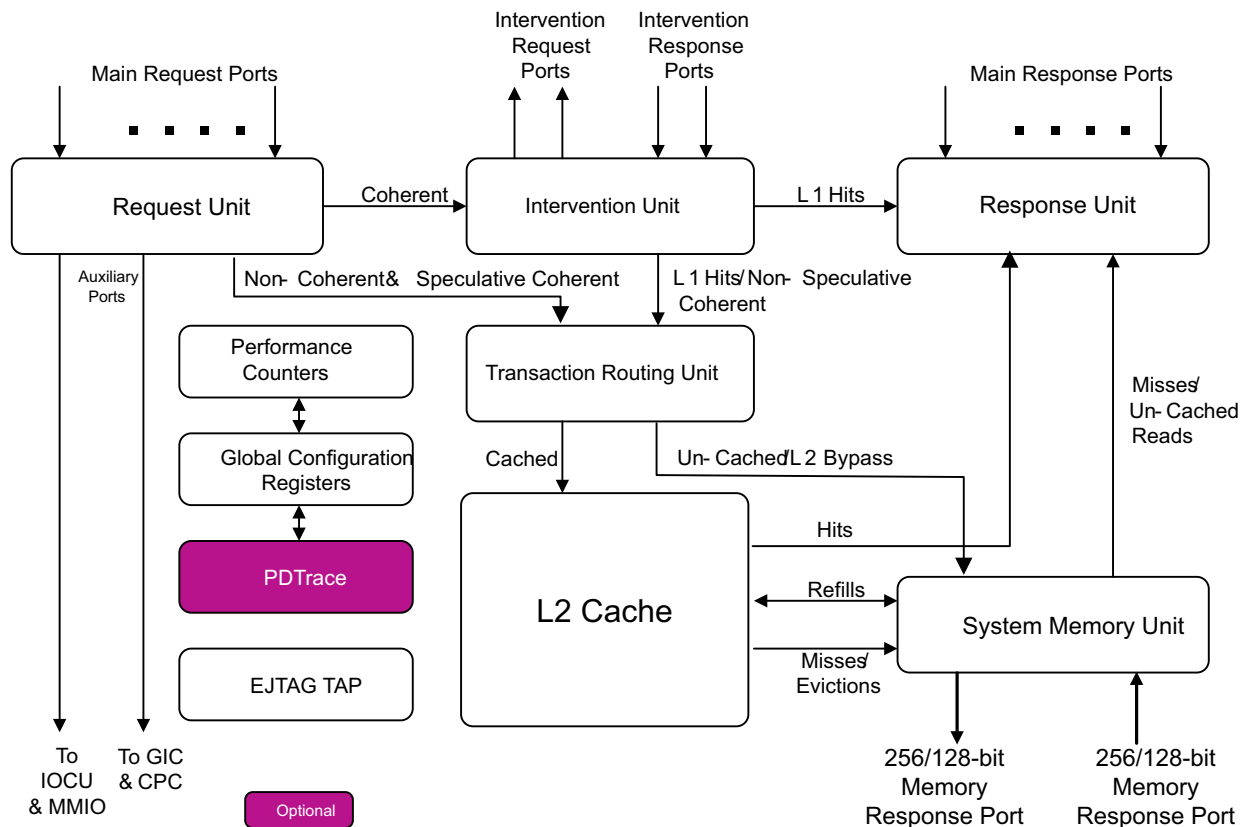 Intervention
Request
Ports
Intervention
Response
Ports
Main Request Ports
Main Response Ports
Request Unit
Coherent
Intervention Unit
L 1 Hits
Response Unit
Auxiliary
Ports
Non- Coherent& Speculative Coherent
L 1 Hits/Non- Speculative
Coherent
Performance
Counters
Transaction Routing Unit
Misses/
Un- Cached
Reads
Global Configuration
Registers
Cached
Un- Cached/L 2 Bypass
Hits
PDTrace
L2 Cache
Refills
System Memory Unit
Misses/
Evictions
EJTAG TAP
To
IOCU
& MMIO
To GIC
& CPC
256/128-bit
Memory
Response Port
256/128-bit
Memory
Response Port
Optional